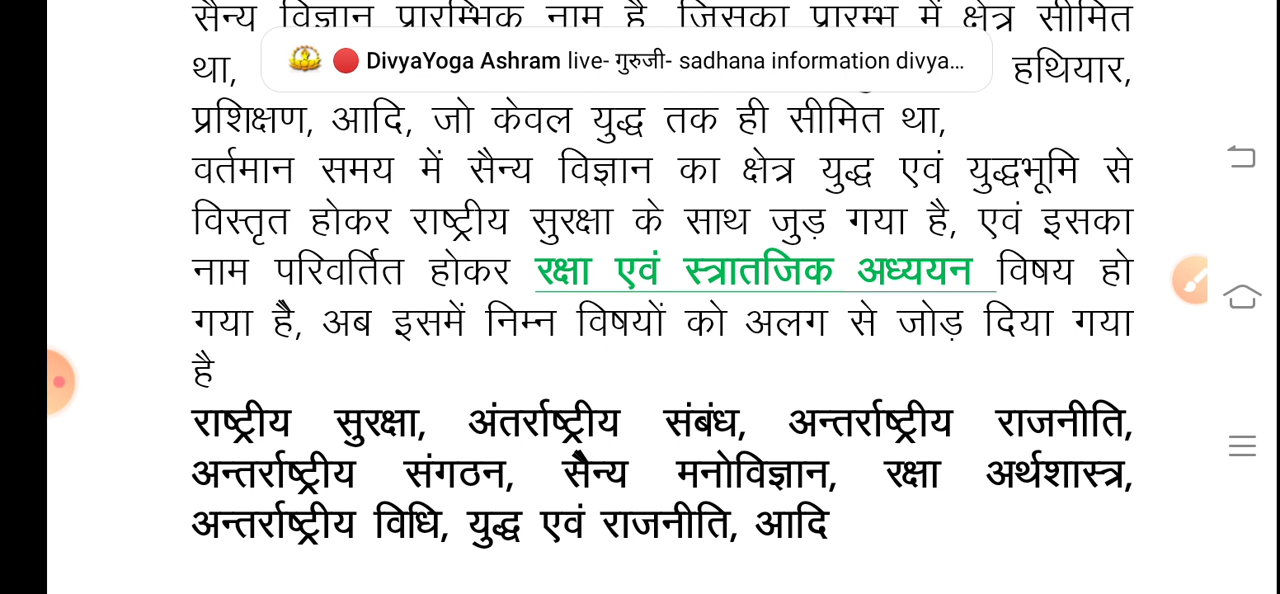 सैन्य विज्ञान प्रारम्भिक नाम है, जिसका प्रारम्भ में क्षेत्र सीमित
DivyaYoga Ashram live- गुरुजी- sadhana information divya...
था, हथियार,
प्रशिक्षण, आदि, जो केवल युद्ध तक ही सीमित था,
वर्तमान समय में सैन्य विज्ञान का क्षेत्र युद्ध एवं युद्धभूमि से
विस्तृत होकर राष्ट्रीय सुरक्षा के साथ जुड़ गया है, एवं इसका
नाम परिवर्तित होकर रक्षा एवं स्त्रातजिक अध्ययन विषय हो
गया है, अब इसमें निम्न विषयों को अलग से जोड़ दिया गया
है
राष्ट्रीय सुरक्षा, अंतर्राष्ट्रीय संबंध, अन्तर्राष्ट्रीय राजनीति,
अन्तर्राष्ट्रीय संगठन, सैन्य मनोविज्ञान, रक्षा अर्थशास्त्र,
अन्तर्राष्ट्रीय विधि, युद्ध एवं राजनीति, आदि